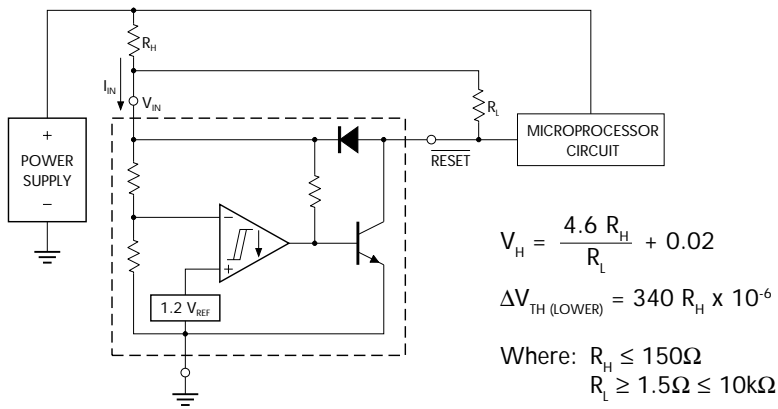 R_H
I_IN
V_IN
R_L
+
POWER
SUPPLY
−
RESET
MICROPROCESSOR
CIRCUIT
−
+
1.2 V_REF
V_H = 4.6 R_H / R_L + 0.02
ΔV_TH (LOWER) = 340 R_H x 10⁻⁶
Where: R_H ≤ 150Ω
R_L ≥ 1.5Ω ≤ 10kΩ